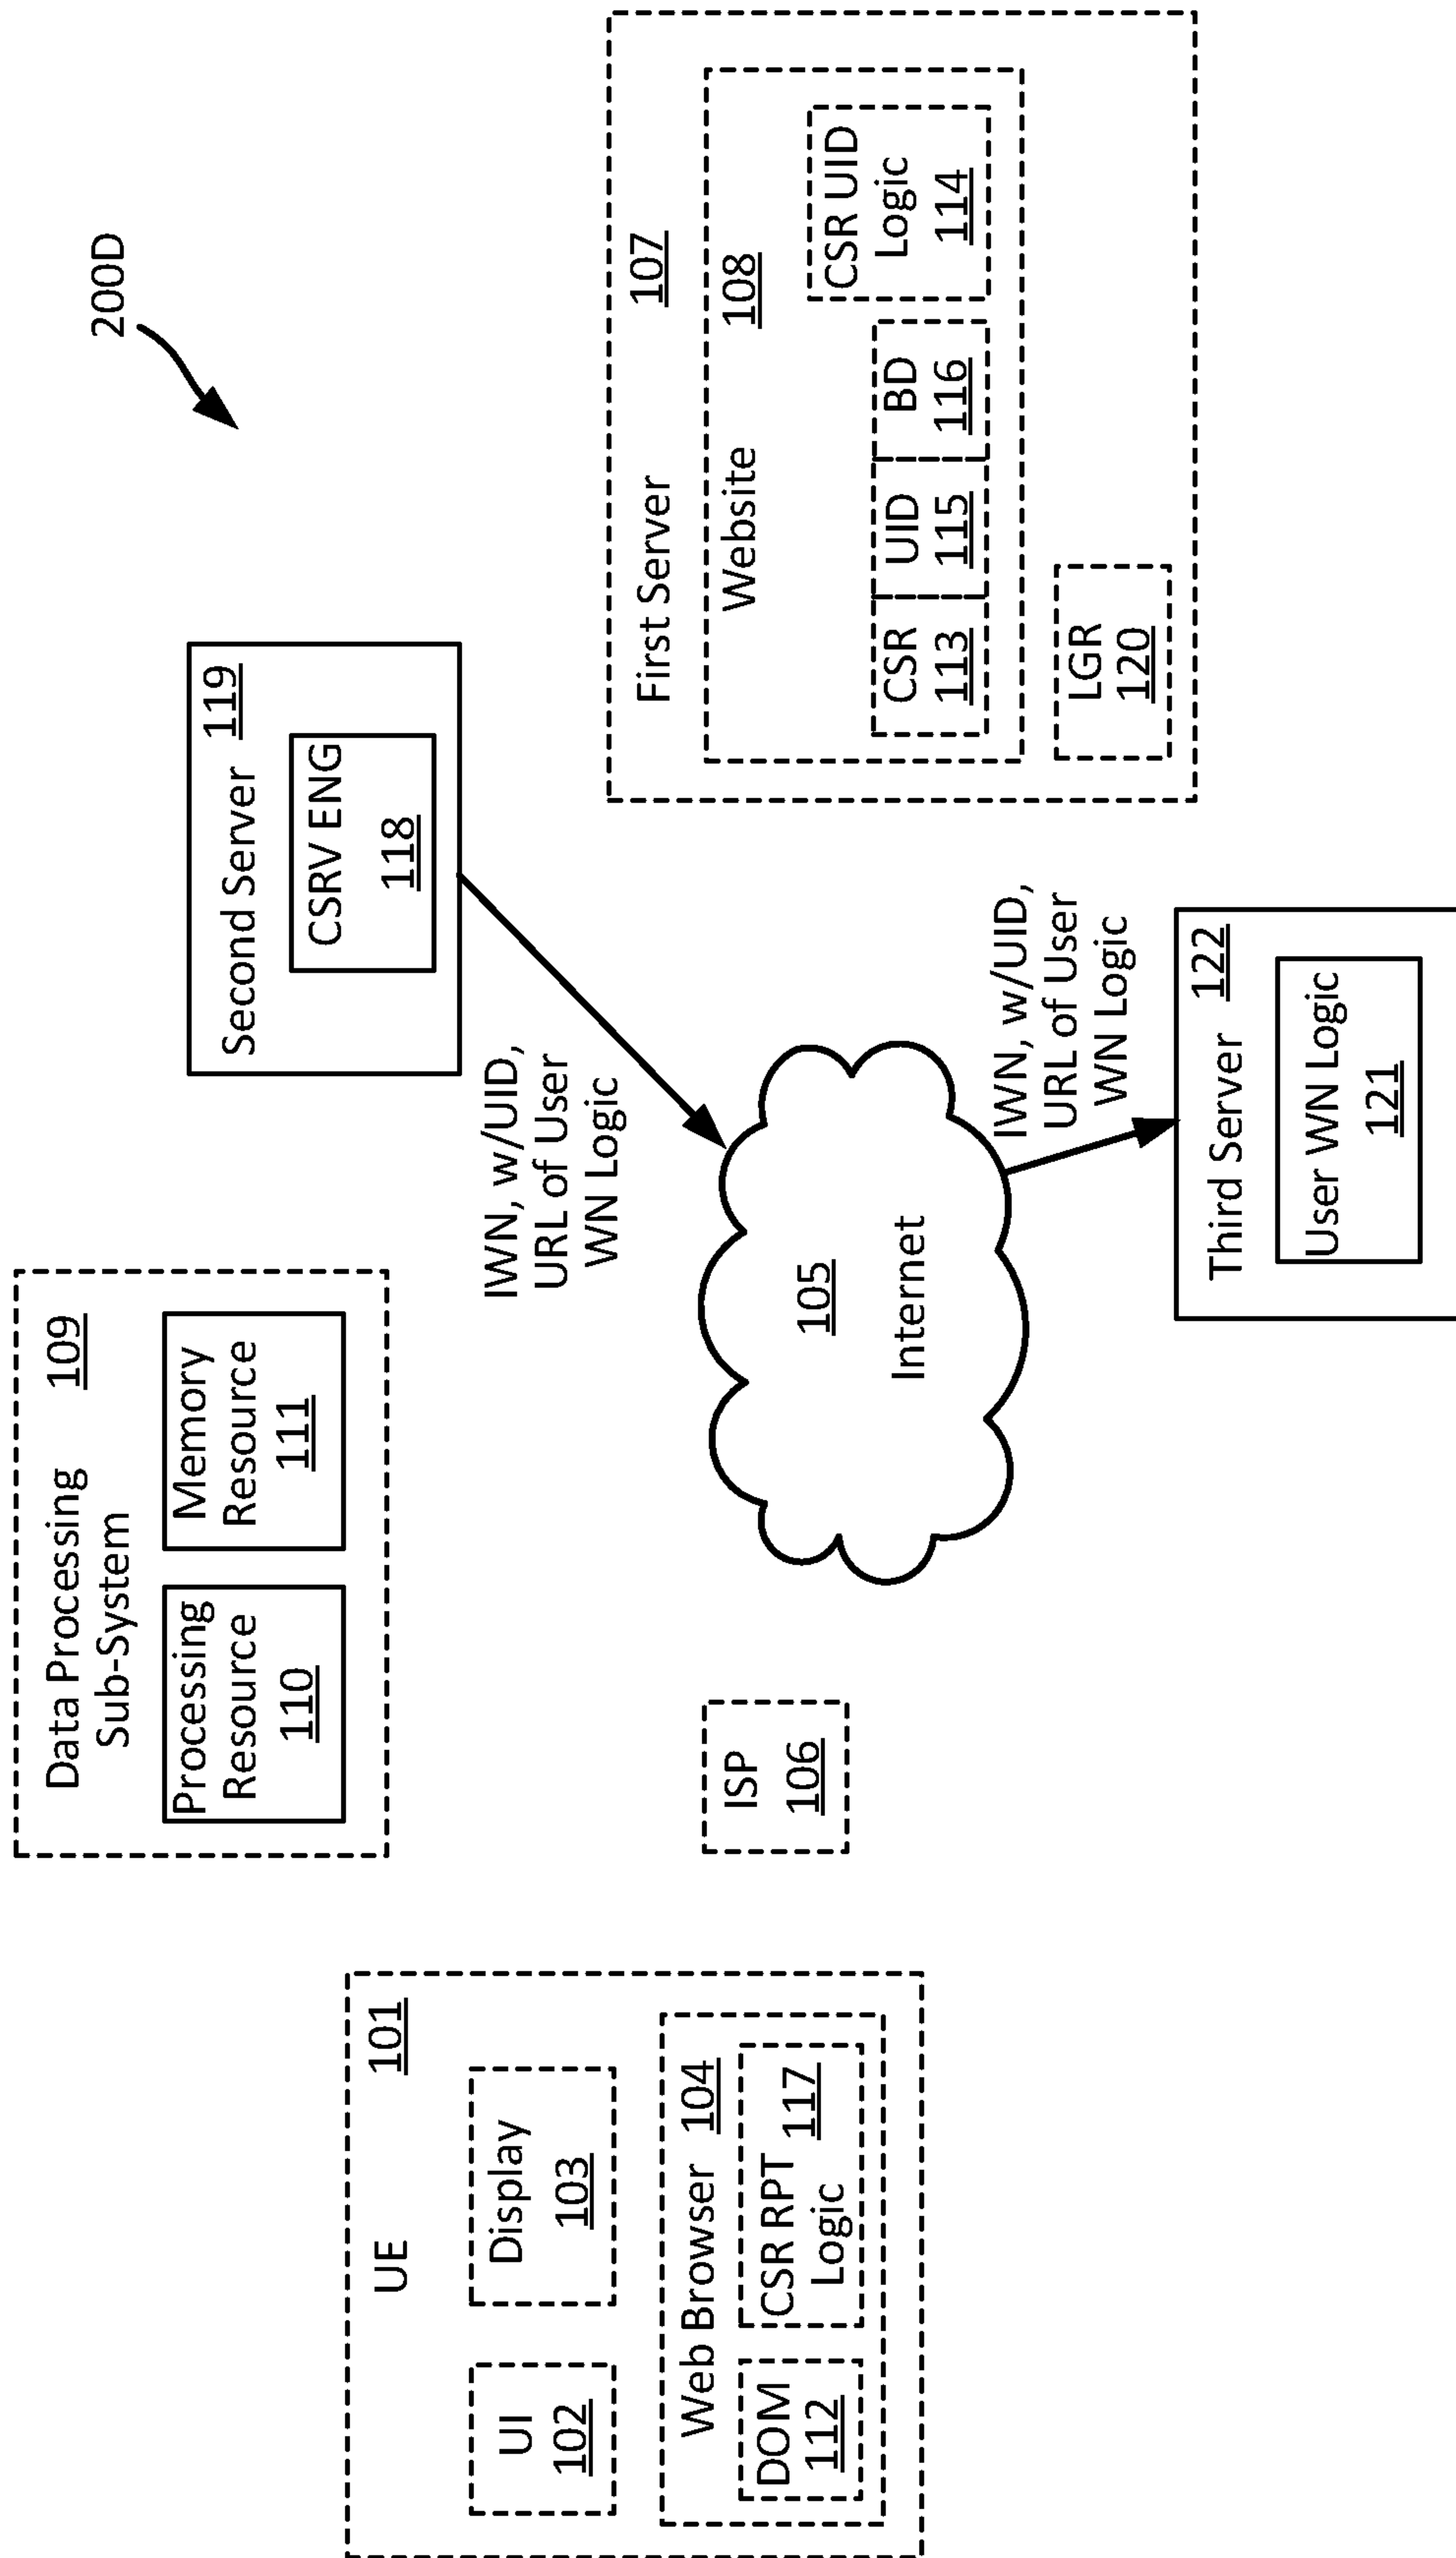 200D
Data Processing
Sub-System
109
Processing
Resource
110
Memory
Resource
111
Second Server
119
CSRV ENG
118
UE
101
UI
102
Display
103
Web Browser
104
DOM
112
CSR RPT
Logic
117
ISP
106
IWN, w/UID,
URL of User
WN Logic
105
Internet
First Server
107
Website
108
CSR
113
UID
115
BD
116
CSR UID
Logic
114
LGR
120
IWN, w/UID,
URL of User
WN Logic
Third Server
122
User WN Logic
121